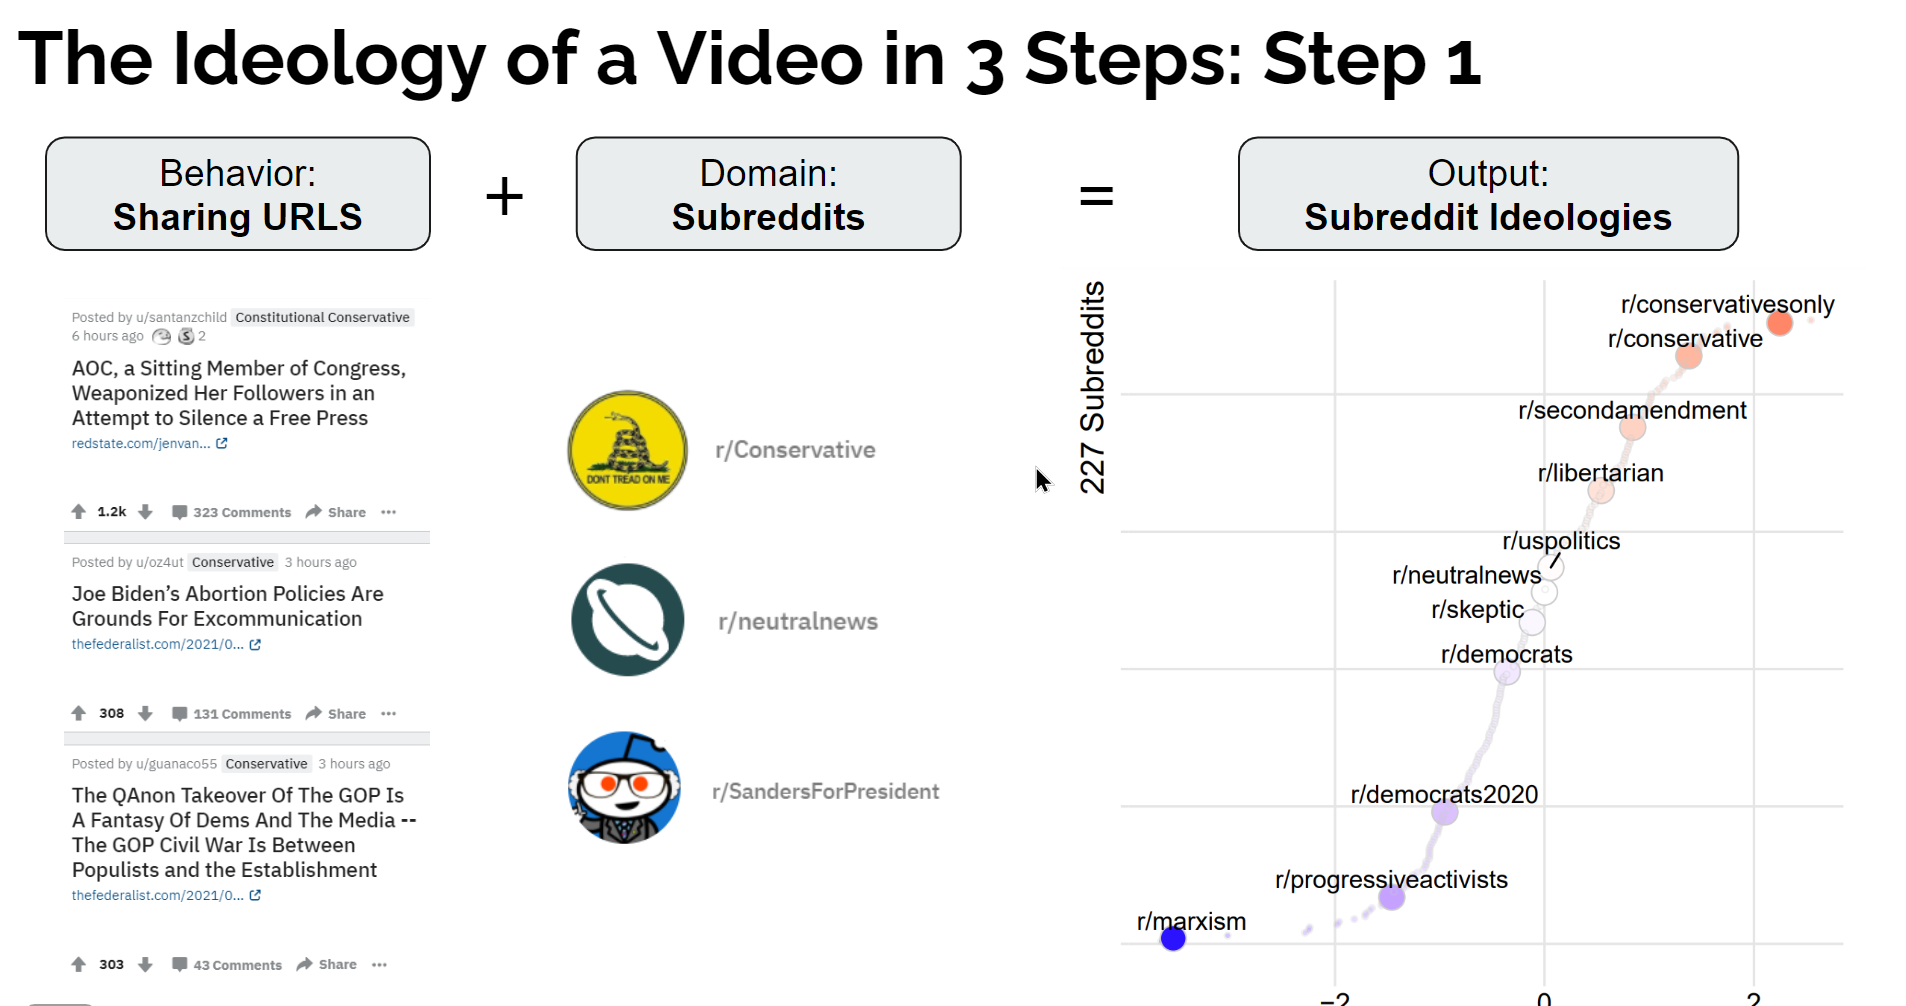 The Ideology of a Video in 3 Steps: Step 1
Behavior:
Sharing URLS
+
Domain:
Subreddits
=
Output:
Subreddit Ideologies
Posted by u/santanzchild Constitutional Conservative
6 hours ago 2
AOC, a Sitting Member of Congress,
Weaponized Her Followers in an
Attempt to Silence a Free Press
redstate.com/jenvan...
1.2k 323 Comments Share ...
Posted by u/oz4ut Conservative 3 hours ago
Joe Biden’s Abortion Policies Are
Grounds For Excommunication
thefederalist.com/2021/0...
308 131 Comments Share ...
Posted by u/guanaco55 Conservative 3 hours ago
The QAnon Takeover Of The GOP Is
A Fantasy Of Dems And The Media --
The GOP Civil War Is Between
Populists and the Establishment
thefederalist.com/2021/0...
303 43 Comments Share ...
DONT TREAD ON ME
r/Conservative
r/neutralnews
r/SandersForPresident
227 Subreddits
r/conservativesonly
r/conservative
r/secondamendment
r/libertarian
r/uspolitics
r/neutralnews
r/skeptic
r/democrats
r/democrats2020
r/progressiveactivists
r/marxism
−2 0 2